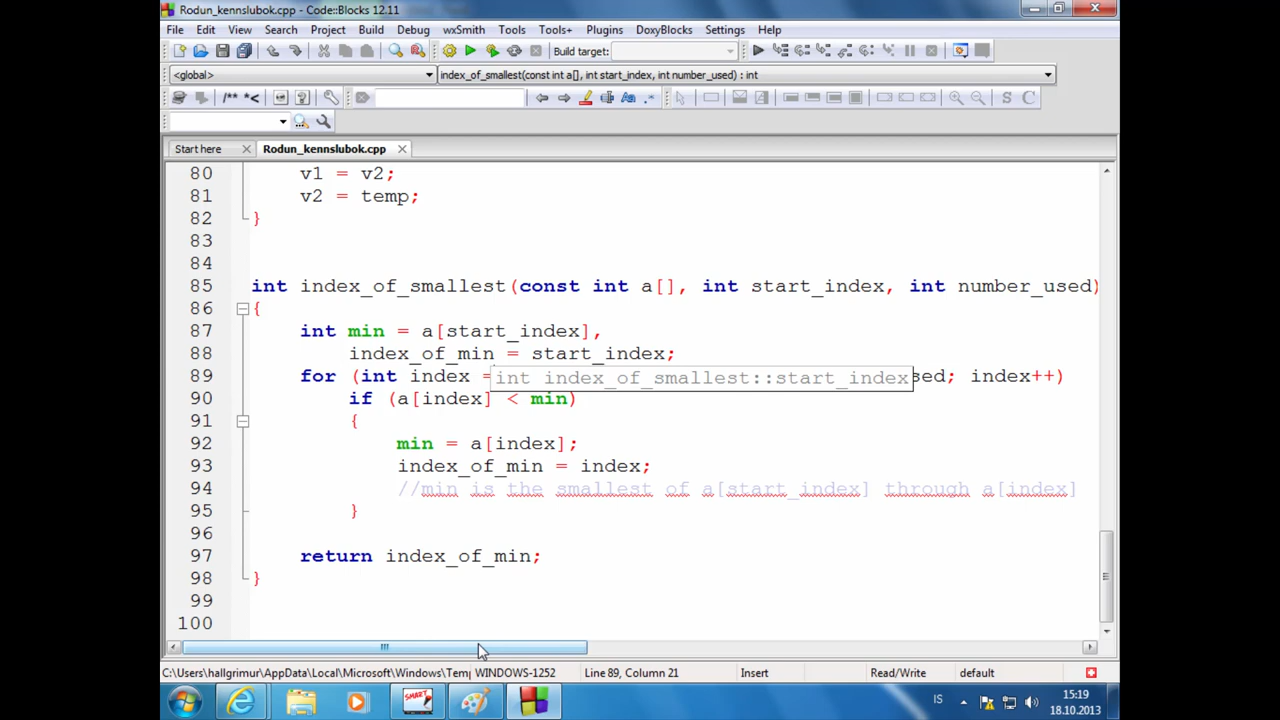 Rodun_kennslubok.cpp - Code::Blocks 12.11
File Edit View Search Project Build Debug wxSmith Tools Tools+ Plugins DoxyBlocks Settings Help
Build target:
<global> index_of_smallest(const int a[], int start_index, int number_used) : int
/** *< Aa .* S C
Start here Rodun_kennslubok.cpp
80 v1 = v2;
81 v2 = temp;
82 }
83
84
85 int index_of_smallest(const int a[], int start_index, int number_used)
86 {
87 int min = a[start_index],
88 index_of_min = start_index;
89 for (int index = int index_of_smallest::start_index sed; index++)
90 if (a[index] < min)
91 {
92 min = a[index];
93 index_of_min = index;
94 //min is the smallest of a[start_index] through a[index]
95 }
96
97 return index_of_min;
98 }
99
100
C:\Users\hallgrimur\AppData\Local\Microsoft\Windows\Temp WINDOWS-1252 Line 89, Column 21 Insert Read/Write default
SMART IS 15:19
18.10.2013